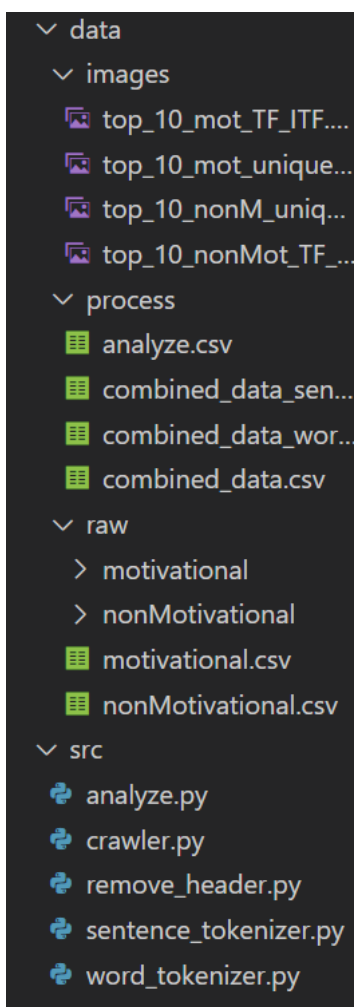 data
images
top_10_mot_TF_ITF....
top_10_mot_unique...
top_10_nonM_uniq...
top_10_nonMot_TF_...
process
analyze.csv
combined_data_sen...
combined_data_wor...
combined_data.csv
raw
motivational
nonMotivational
motivational.csv
nonMotivational.csv
src
analyze.py
crawler.py
remove_header.py
sentence_tokenizer.py
word_tokenizer.py